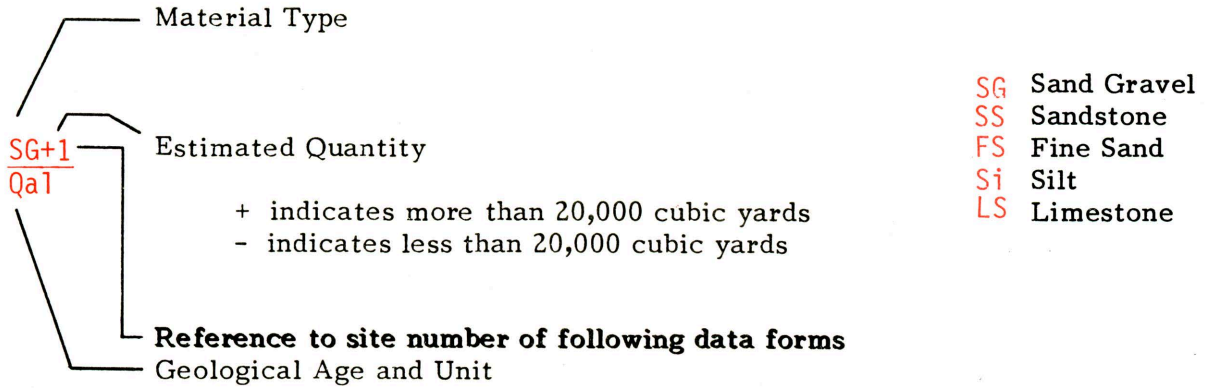 Material Type
SG+1
Qal
Estimated Quantity
+ indicates more than 20,000 cubic yards
- indicates less than 20,000 cubic yards
Reference to site number of following data forms
Geological Age and Unit
SG Sand Gravel
SS Sandstone
FS Fine Sand
Si Silt
LS Limestone